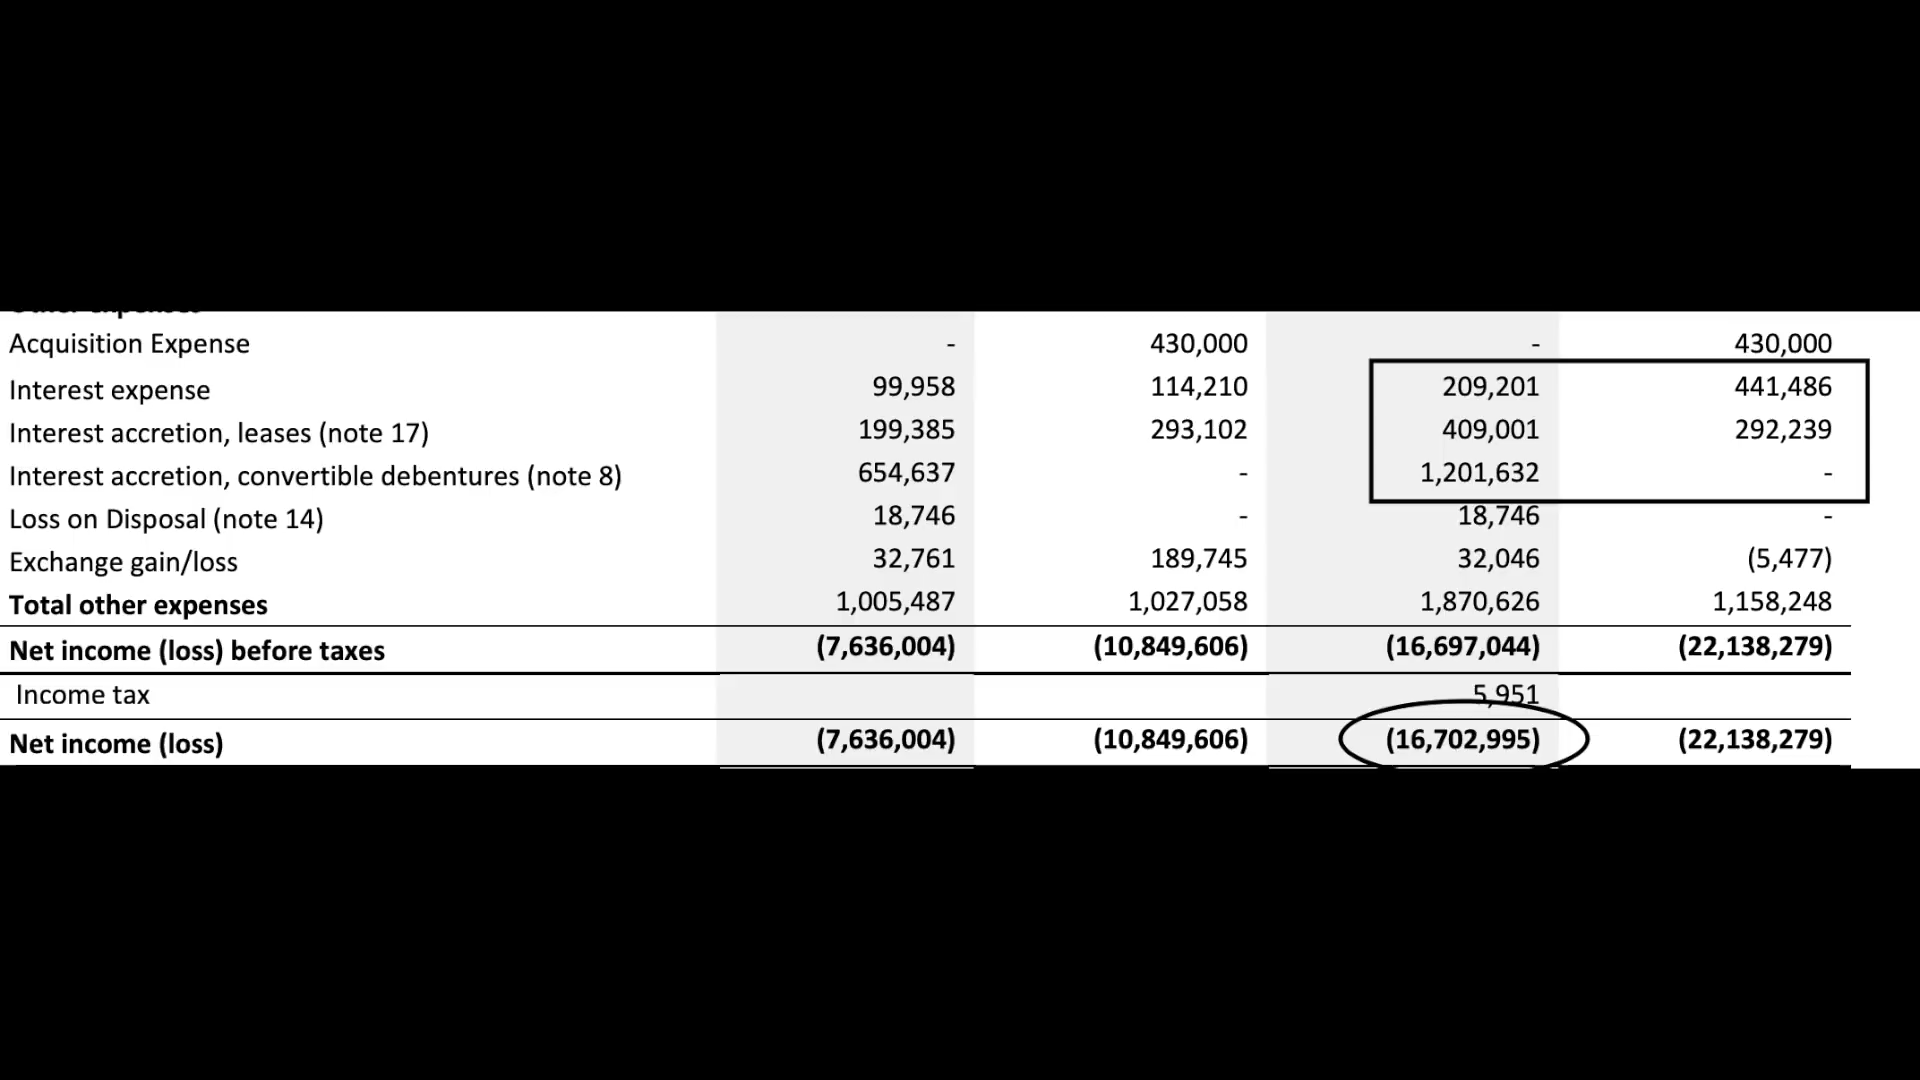 Acquisition Expense - 430,000 - 430,000
Interest expense 99,958 114,210 209,201 441,486
Interest accretion, leases (note 17) 199,385 293,102 409,001 292,239
Interest accretion, convertible debentures (note 8) 654,637 - 1,201,632 -
Loss on Disposal (note 14) 18,746 - 18,746 -
Exchange gain/loss 32,761 189,745 32,046 (5,477)
Total other expenses 1,005,487 1,027,058 1,870,626 1,158,248
Net income (loss) before taxes (7,636,004) (10,849,606) (16,697,044) (22,138,279)
Income tax 5,951
Net income (loss) (7,636,004) (10,849,606) (16,702,995) (22,138,279)